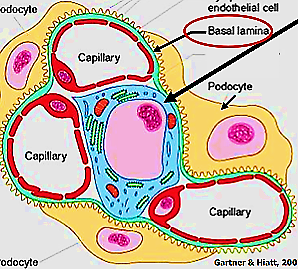 endothelial cell
odocyte
Basal lamina
Capillary
Podocyte
Capillary
Capillary
odocyte
Gartner & Hiatt, 200